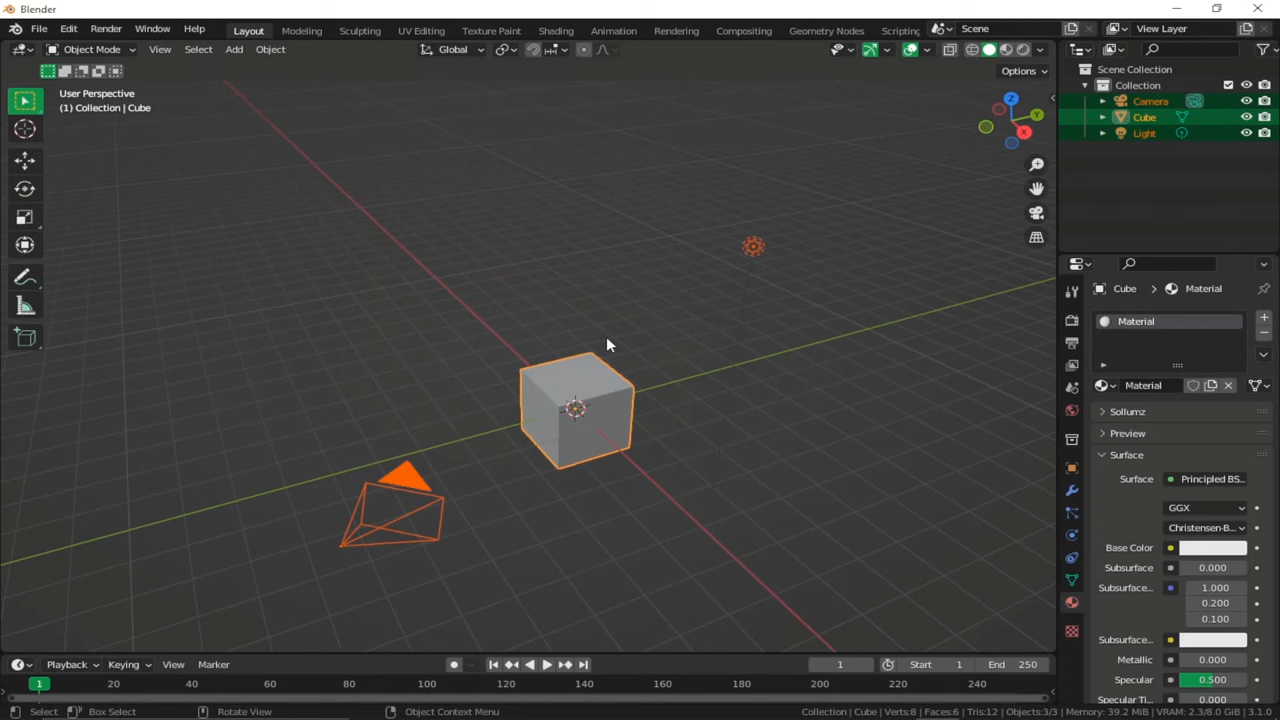 Blender
File Edit Render Window Help Layout Modeling Sculpting UV Editing Texture Paint Shading Animation Rendering Compositing Geometry Nodes Scripting Scene View Layer
Object Mode View Select Add Object Global
Options
User Perspective
(1) Collection | Cube
Z
Y
X
Scene Collection
Collection
Camera
Cube
Light
Cube > Material
Material
Material
Sollumz
Preview
Surface
Surface Principled BS...
GGX
Christensen-B...
Base Color
Subsurface 0.000
Subsurface... 1.000
0.200
0.100
Subsurface...
Metallic 0.000
Specular 0.500
Specular Ti... 0.000
Playback Keying View Marker 1 Start 1 End 250
1 20 40 60 80 100 120 140 160 180 200 220 240
Select Box Select Rotate View Object Context Menu Collection | Cube | Verts:8 | Faces:6 | Tris:12 | Objects:3/3 | Memory: 39.2 MiB | VRAM: 2.3/8.0 GiB | 3.1.0